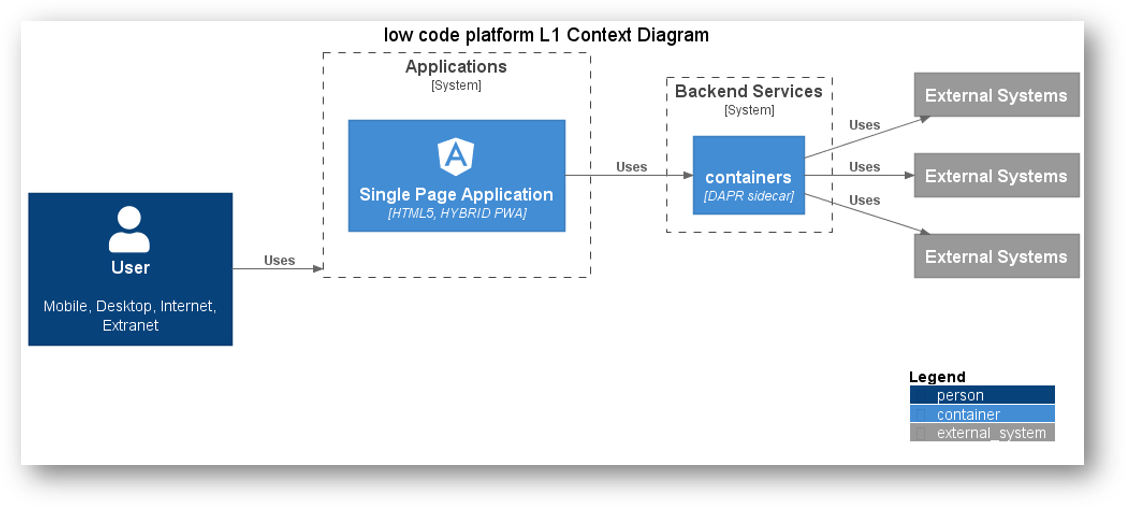 low code platform L1 Context Diagram
Applications
[System]
Single Page Application
[HTML5, HYBRID PWA]
User
Mobile, Desktop, Internet,
Extranet
Uses
Uses
Backend Services
[System]
containers
[DAPR sidecar]
Uses
Uses
Uses
External Systems
External Systems
External Systems
Legend
person
container
external_system